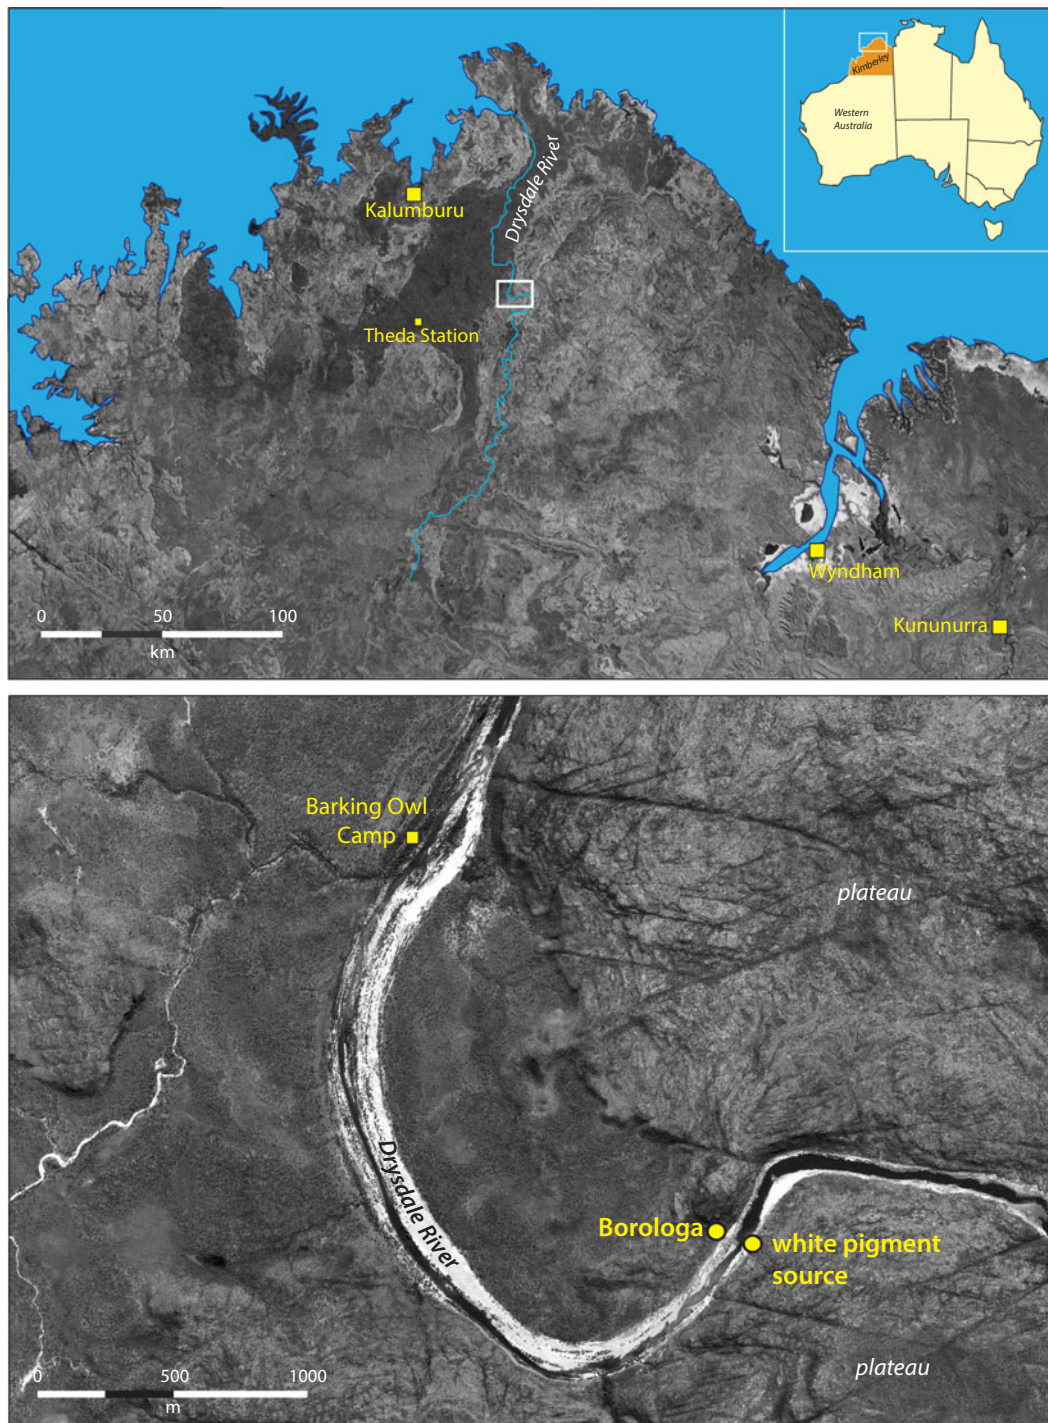 Kimberley
Western
Australia
Drysdale River
Kalumburu
Theda Station
Wyndham
Kununurra
0 50 100
km
Barking Owl
Camp
plateau
Drysdale River
Borologa
white pigment
source
plateau
0 500 1000
m